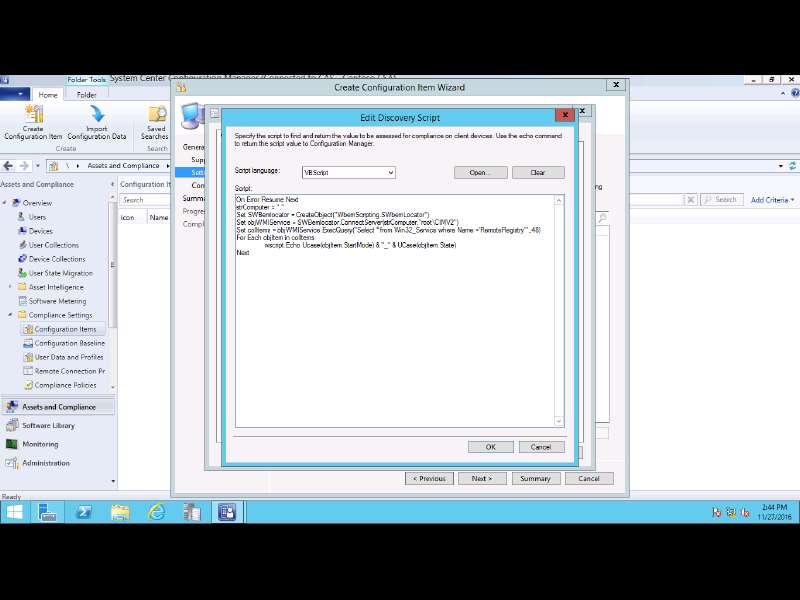 Folder Tools
System Center Configuration Manager (Connected to CAS - Contoso CSA)
Home
Folder
Create Configuration Item Wizard
Create
Configuration Item
Import
Configuration Data
Saved
Searches
Create
Search
Assets and Compliance
Assets and Compliance
Configuration It
Search
Search
Add Criteria
Icon
Name
Overview
Users
Devices
User Collections
Device Collections
User State Migration
Asset Intelligence
Software Metering
Compliance Settings
Configuration Items
Configuration Baseline
User Data and Profiles
Remote Connection Pr
Compliance Policies
Assets and Compliance
Software Library
Monitoring
Administration
Ready
Genera
Supp
Setti
Con
Summa
Progres
Compl
Edit Discovery Script
Specify the script to find and return the value to be assessed for compliance on client devices. Use the echo command
to return the script value to Configuration Manager.
Script language:
VBScript
Open...
Clear
Script:
On Error Resume Next
strComputer = "."
Set SWBemlocator = CreateObject("WbemScripting.SWbemLocator")
Set objWMIService = SWBemlocator.ConnectServer(strComputer,"root\CIMV2")
Set colItems = objWMIService.ExecQuery("Select * from Win32_Service where Name ='RemoteRegistry'",,48)
For Each objItem in colItems
wscript.Echo Ucase(objItem.StartMode) & "_" & UCase(objItem.State)
Next
OK
Cancel
ing
< Previous
Next >
Summary
Cancel
2:44 PM
11/27/2016